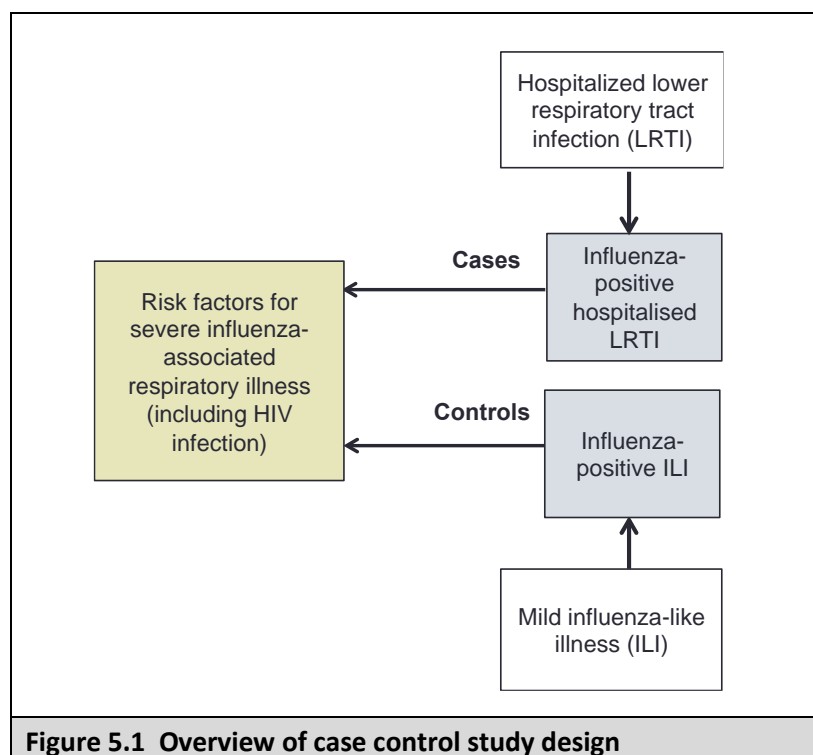 Hospitalized lower
respiratory tract
infection (LRTI)
Cases
Influenza-
positive
hospitalised
LRTI
Risk factors for
severe influenza-
associated
respiratory illness
(including HIV
infection)
Controls
Influenza-
positive ILI
Mild influenza-like
illness (ILI)
Figure 5.1 Overview of case control study design